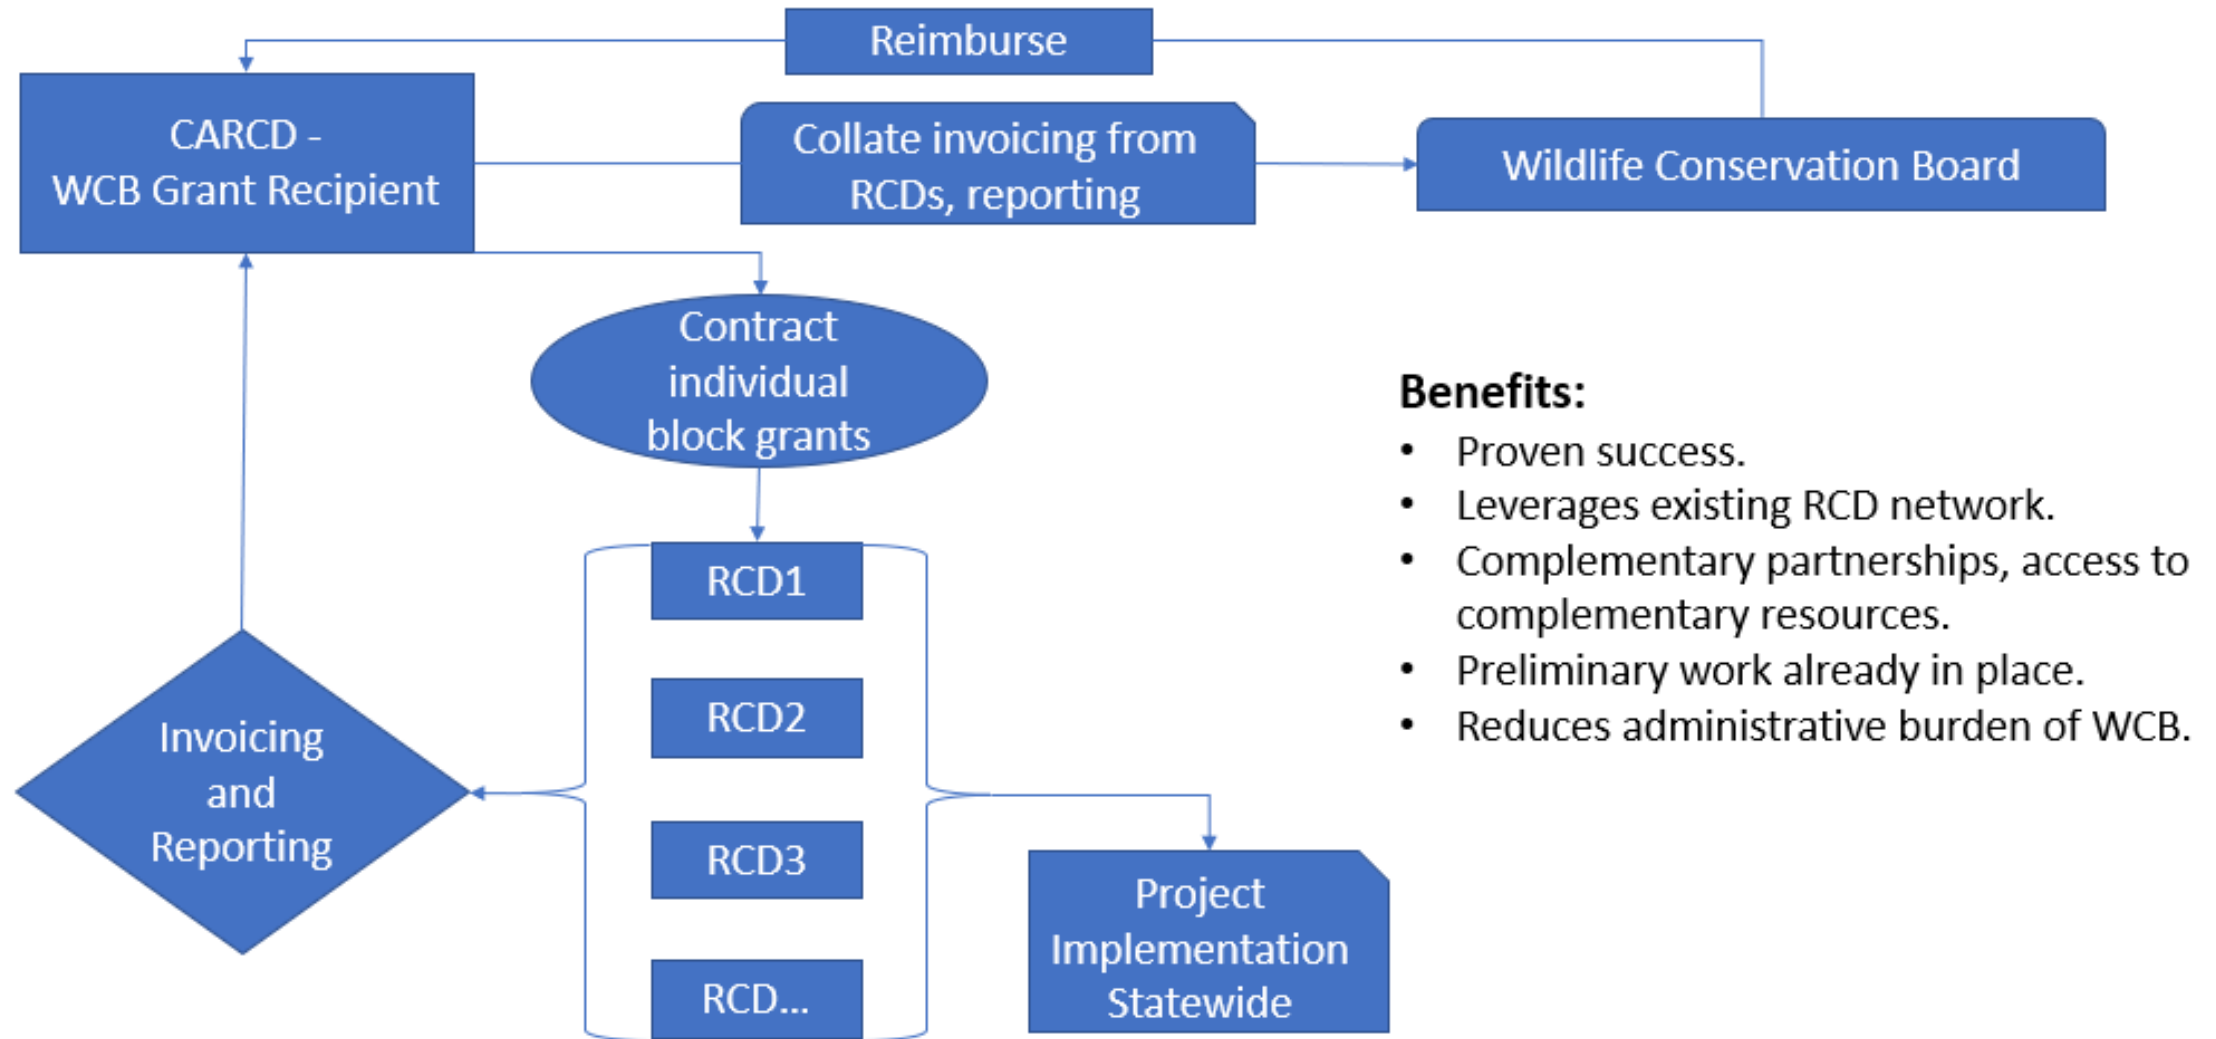 Reimburse
CARCD -
WCB Grant Recipient
Collate invoicing from
RCDs, reporting
Wildlife Conservation Board
Contract
individual
block grants
Benefits:
• Proven success.
• Leverages existing RCD network.
• Complementary partnerships, access to
complementary resources.
• Preliminary work already in place.
• Reduces administrative burden of WCB.
RCD1
RCD2
RCD3
RCD...
Invoicing
and
Reporting
Project
Implementation
Statewide